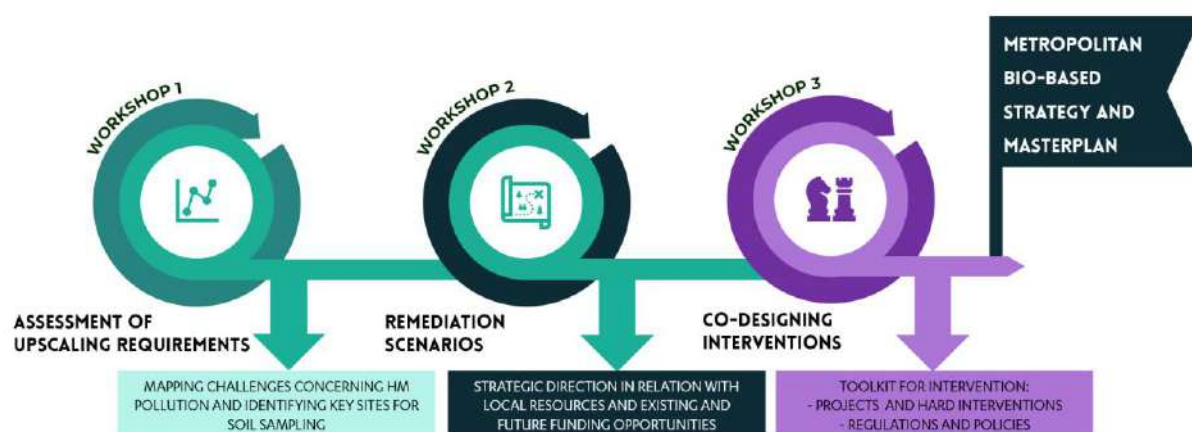 WORKSHOP 1
WORKSHOP 2
WORKSHOP 3
METROPOLITAN
BIO-BASED
STRATEGY AND
MASTERPLAN
ASSESSMENT OF
UPSCALING REQUIREMENTS
REMEDIATION
SCENARIOS
CO-DESIGNING
INTERVENTIONS
MAPPING CHALLENGES CONCERNING HM
POLLUTION AND IDENTIFYING KEY SITES FOR
SOIL SAMPLING
STRATEGIC DIRECTION IN RELATION WITH
LOCAL RESOURCES AND EXISTING AND
FUTURE FUNDING OPPORTUNITIES
TOOLKIT FOR INTERVENTION:
- PROJECTS AND HARD INTERVENTIONS
- REGULATIONS AND POLICIES